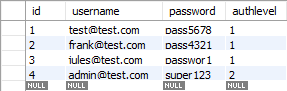 id username password authlevel
1 test@test.com pass5678 1
2 frank@test.com pass4321 1
3 jules@test.com passwor1 1
4 admin@test.com super123 2
NULL NULL NULL NULL